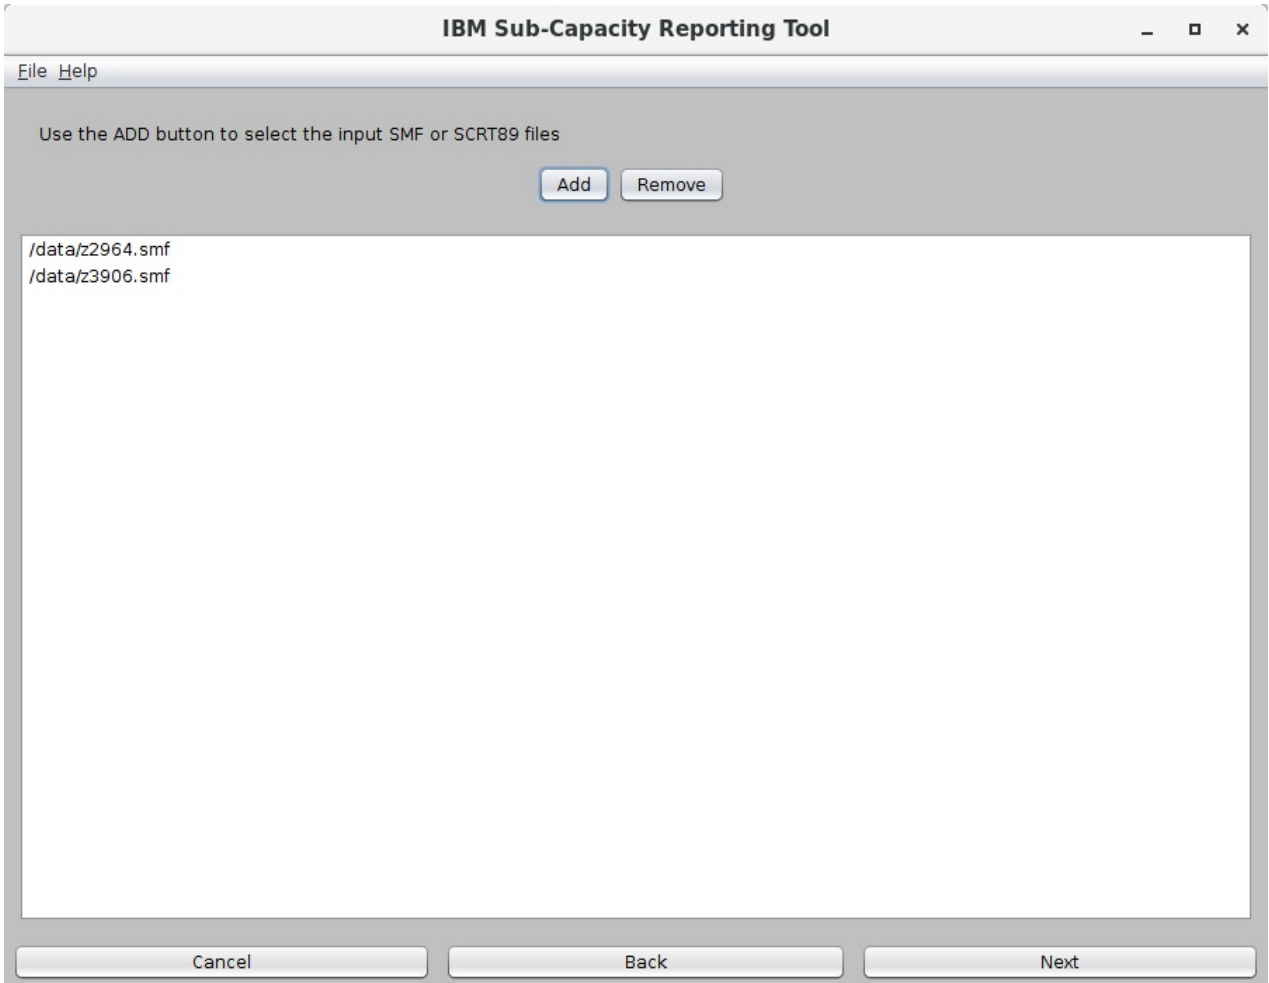 IBM Sub-Capacity Reporting Tool
File Help
Use the ADD button to select the input SMF or SCRT89 files
Add Remove
/data/z2964.smf
/data/z3906.smf
Cancel Back Next